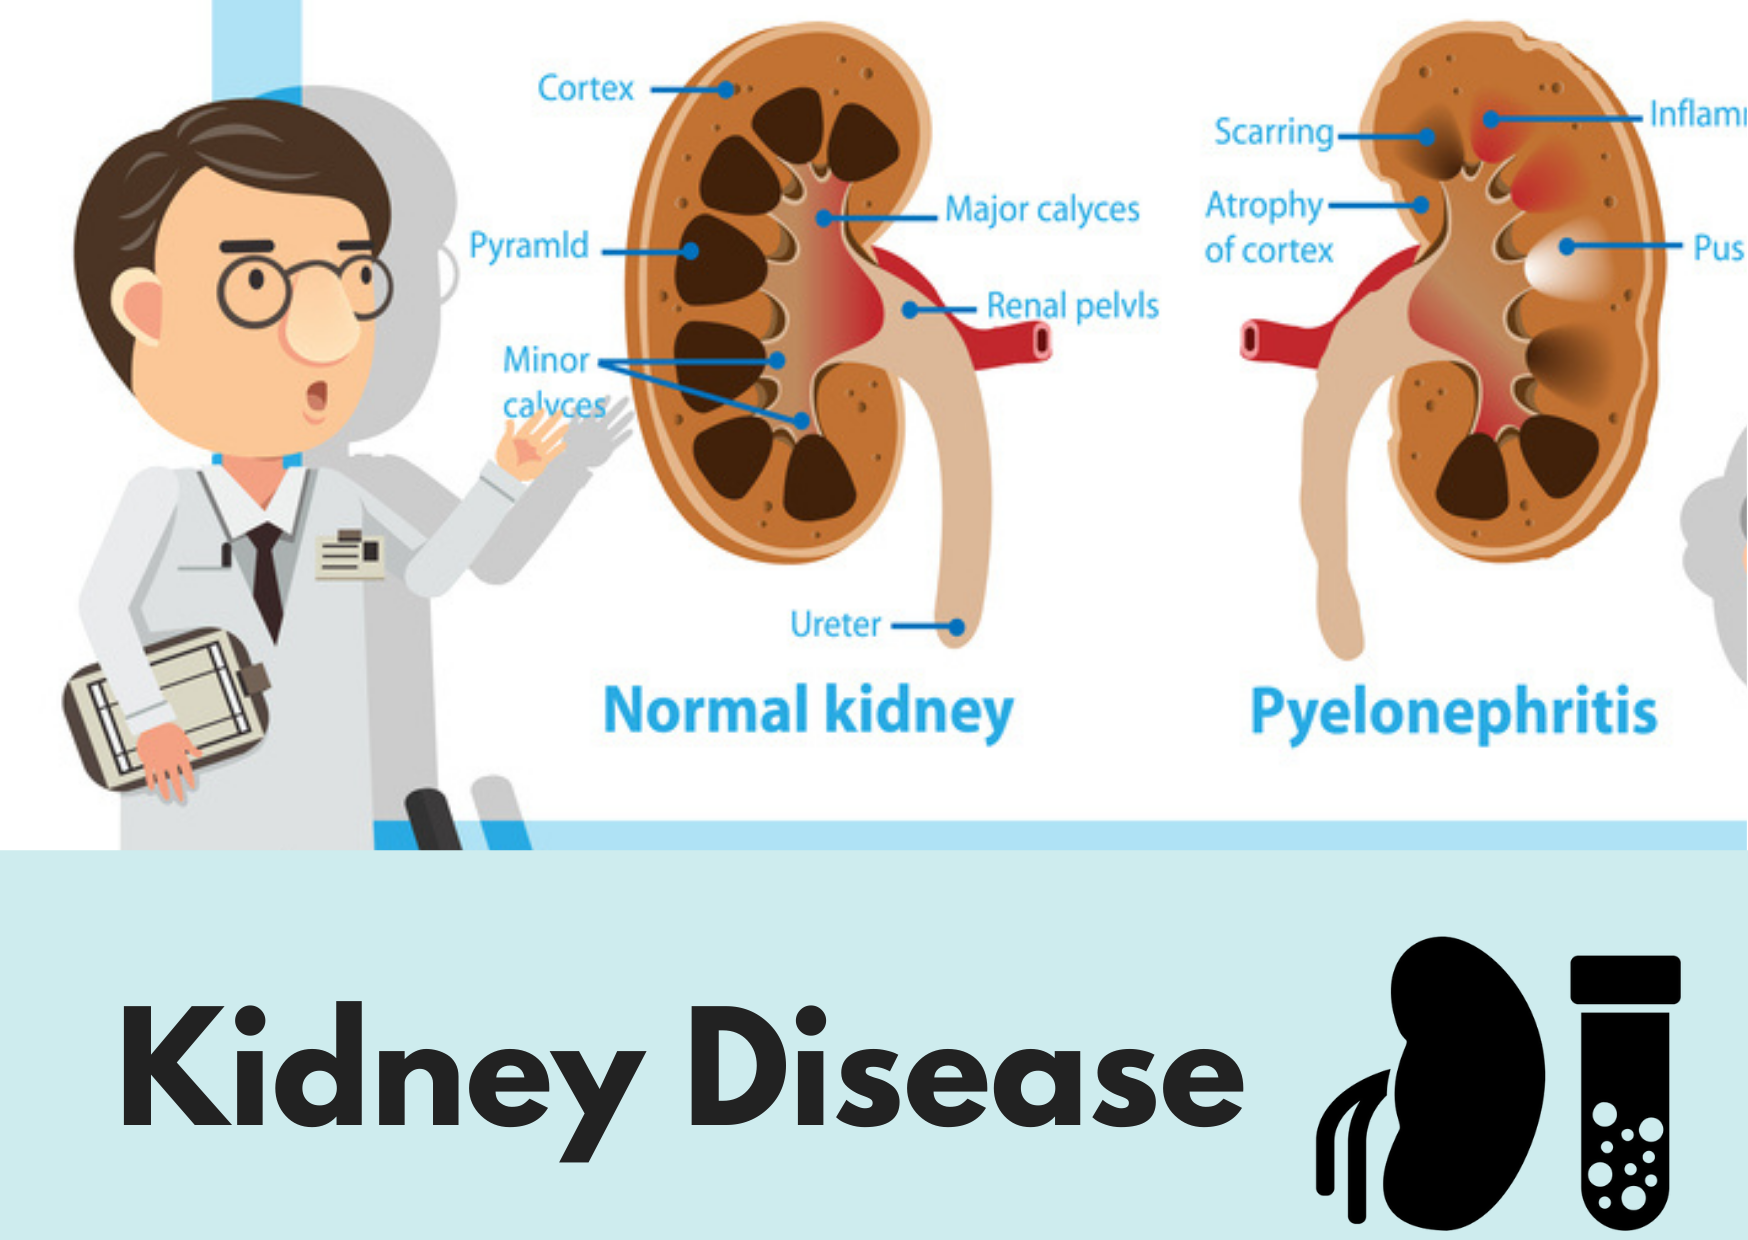 Cortex
Pyramld
Minor
calyces
Major calyces
Renal pelvls
Ureter
Normal kidney
Scarring
Atrophy
of cortex
Inflam
Pus
Pyelonephritis
Kidney Disease